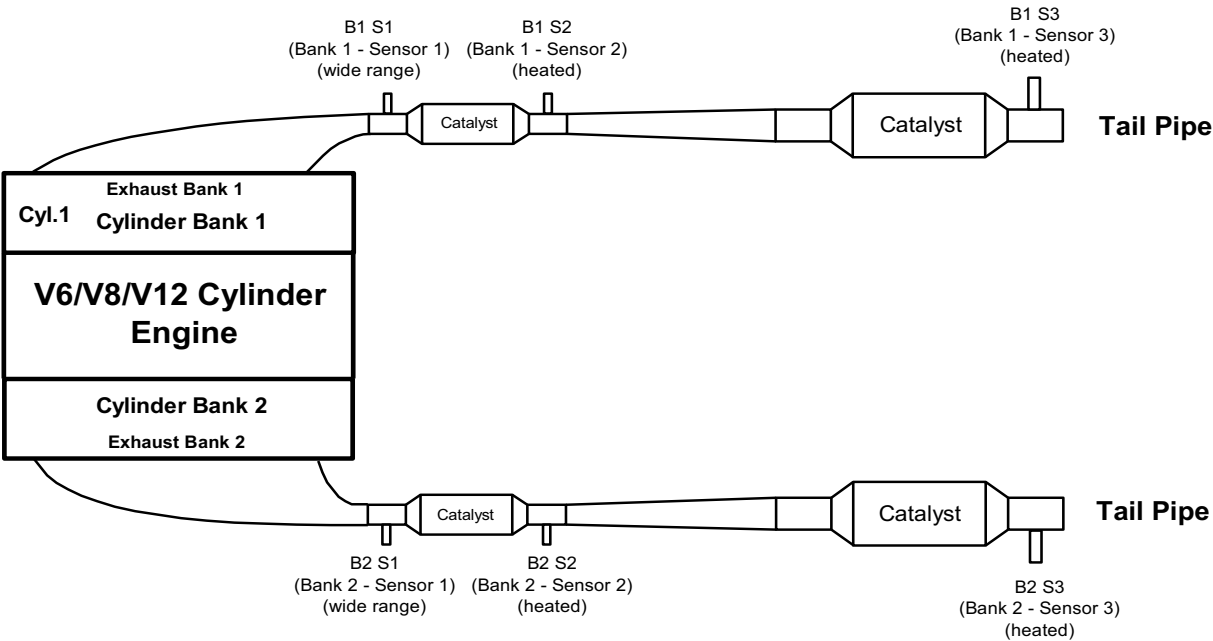 B1 S1
(Bank 1 - Sensor 1)
(wide range)
B1 S2
(Bank 1 - Sensor 2)
(heated)
B1 S3
(Bank 1 - Sensor 3)
(heated)
Catalyst
Catalyst
Tail Pipe
Exhaust Bank 1
Cyl.1
Cylinder Bank 1
V6/V8/V12 Cylinder
Engine
Cylinder Bank 2
Exhaust Bank 2
Catalyst
Catalyst
Tail Pipe
B2 S1
(Bank 2 - Sensor 1)
(wide range)
B2 S2
(Bank 2 - Sensor 2)
(heated)
B2 S3
(Bank 2 - Sensor 3)
(heated)